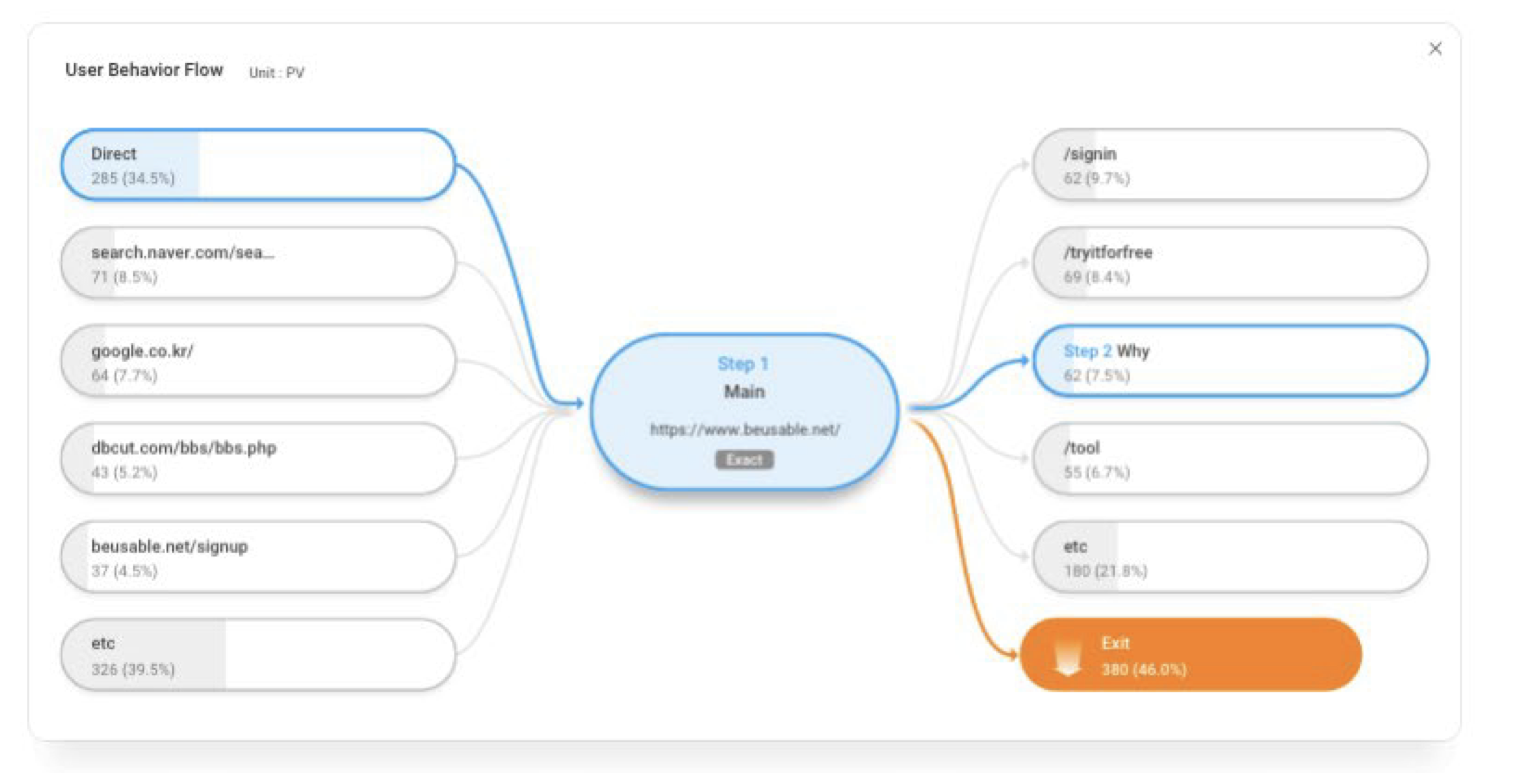 User Behavior Flow Unit : PV
Direct
285 (34.5%)
search.naver.com/sea...
71 (8.5%)
google.co.kr/
64 (7.7%)
dbcut.com/bbs/bbs.php
43 (5.2%)
beusable.net/signup
37 (4.5%)
etc
326 (39.5%)
Step 1
Main
https://www.beusable.net/
Exact
/signin
62 (9.7%)
/tryitforfree
69 (8.4%)
Step 2 Why
62 (7.5%)
/tool
55 (6.7%)
etc
180 (21.8%)
Exit
380 (46.0%)